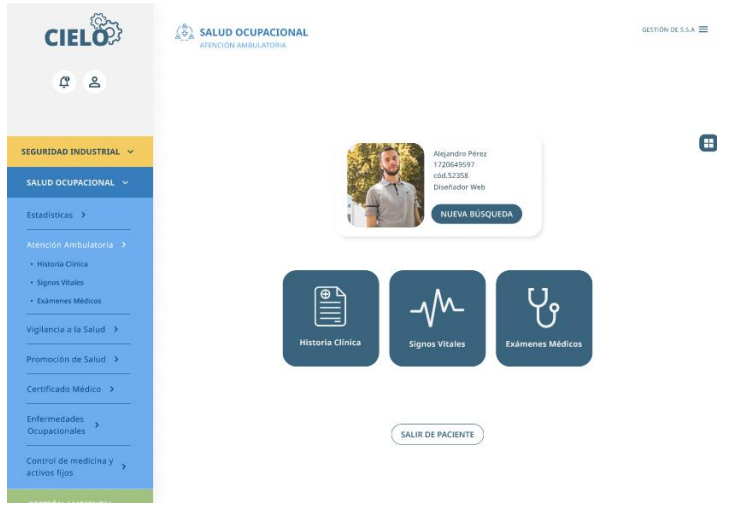 CIELO
SALUD OCUPACIONAL
ATENCIÓN AMBULATORIA
GESTIÓN DE S.S.A
SEGURIDAD INDUSTRIAL
SALUD OCUPACIONAL
Estadísticas
Atención Ambulatoria
• Historia Clínica
• Signos Vitales
• Exámenes Médicos
Vigilancia a la Salud
Promoción de Salud
Certificado Médico
Enfermedades
Ocupacionales
Control de medicina y
activos fijos
Alejandro Pérez
1720649597
cód.52358
Diseñador Web
NUEVA BÚSQUEDA
Historia Clínica
Signos Vitales
Exámenes Médicos
SALIR DE PACIENTE